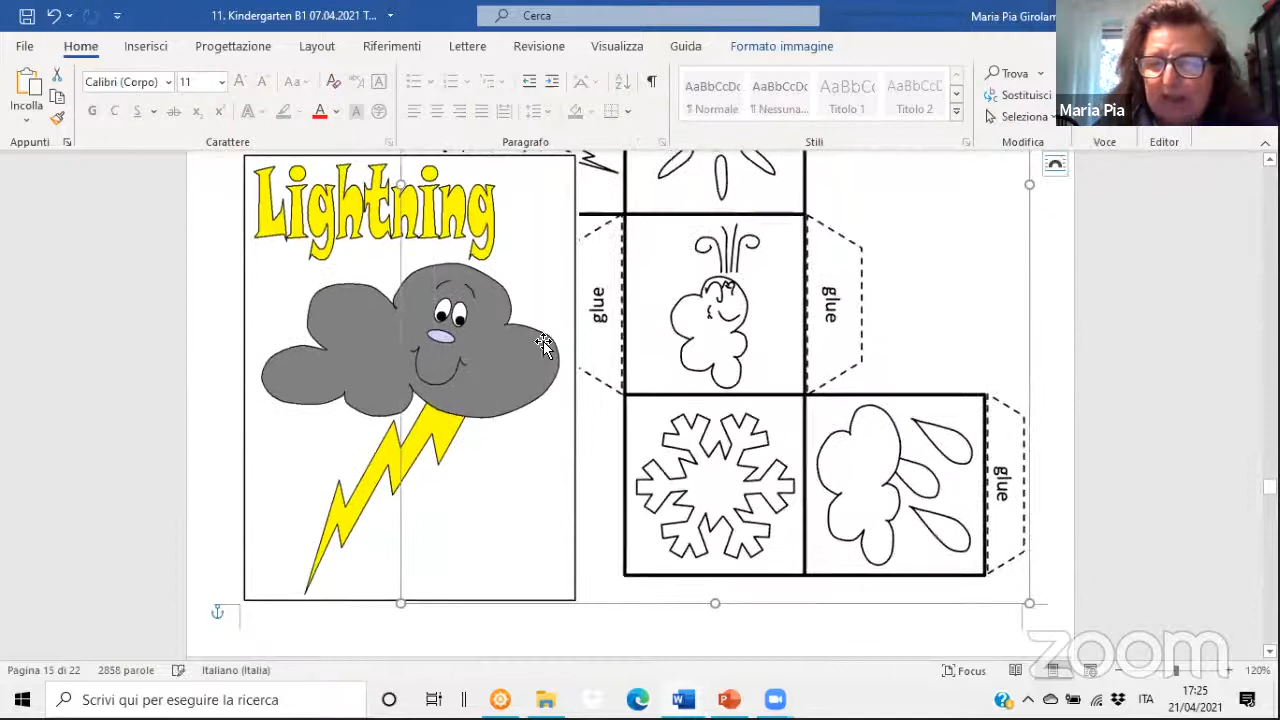 11. Kindergarten B1 07.04.2021 T...
Cerca
Maria Pia Girolam
File
Home
Inserisci
Progettazione
Layout
Riferimenti
Lettere
Revisione
Visualizza
Guida
Formato immagine
Incolla
Calibri (Corpo)
11
Aa
G C S
AaBbCcDc
AaBbCcDc
AaBbCc
AaBbCcD
¶ Normale
¶ Nessuna...
Titolo 1
Titolo 2
Trova
Sostituisci
Seleziona
Maria Pia
Appunti
Carattere
Paragrafo
Stili
Modifica
Voce
Editor
Lightning
glue
glue
glue
zoom
Pagina 15 di 22
2858 parole
Italiano (Italia)
Focus
120%
Scrivi qui per eseguire la ricerca
ITA
17:25
21/04/2021